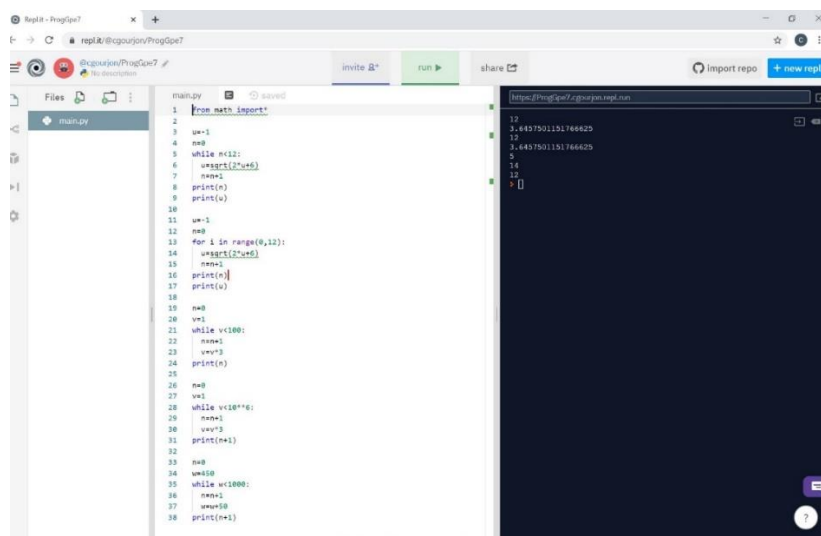 Repl.it - ProgGpe7
repl.it/@cgourjon/ProgGpe7
@cgourjon/ProgGpe7
No description
invite
run
share
import repo
+ new repl
Files
main.py
main.py
saved
1 from math import*
2
3 u=-1
4 n=0
5 while n<12:
6 u=sqrt(2*u+6)
7 n=n+1
8 print(n)
9 print(u)
10
11 u=-1
12 n=0
13 for i in range(0,12):
14 u=sqrt(2*u+6)
15 n=n+1
16 print(n)
17 print(u)
18
19 n=0
20 v=1
21 while v<100:
22 n=n+1
23 v=v*3
24 print(n)
25
26 n=0
27 v=1
28 while v<10**6:
29 n=n+1
30 v=v*3
31 print(n+1)
32
33 n=0
34 w=450
35 while w<1000:
36 n=n+1
37 w=w+50
38 print(n+1)
https://ProgGpe7.cgourjon.repl.run
12
3.6457501151766625
12
3.6457501151766625
5
14
12
>
C
?